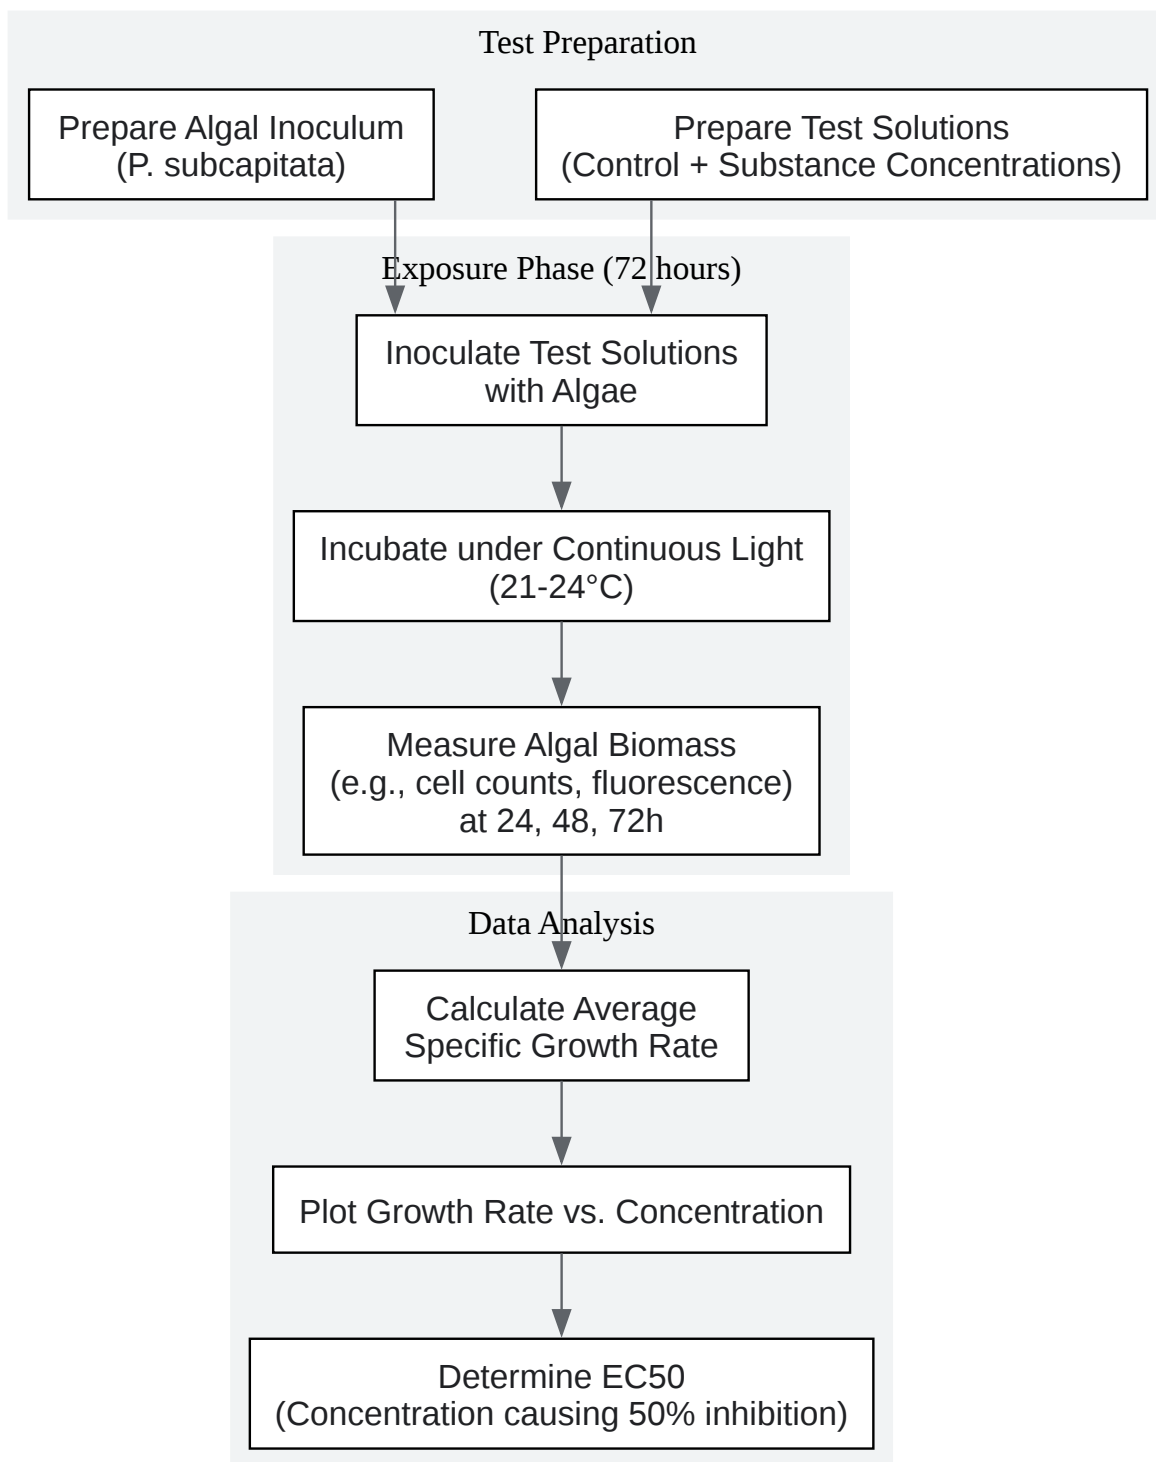 Test Preparation
Prepare Algal Inoculum
(P. subcapitata)
Prepare Test Solutions
(Control + Substance Concentrations)
Exposure Phase (72 hours)
Inoculate Test Solutions
with Algae
Incubate under Continuous Light
(21-24°C)
Measure Algal Biomass
(e.g., cell counts, fluorescence)
at 24, 48, 72h
Data Analysis
Calculate Average
Specific Growth Rate
Plot Growth Rate vs. Concentration
Determine EC50
(Concentration causing 50% inhibition)